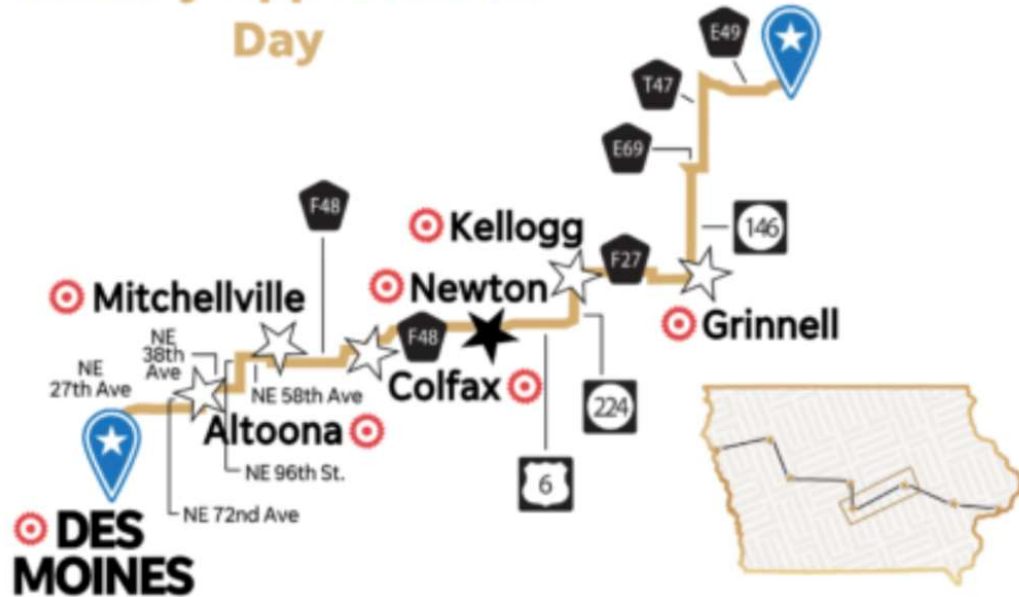 Day
E49
T47
E69
F48
Kellogg
146
F27
Mitchellville
Newton
Grinnell
NE
38th
Ave
F48
NE
27th Ave
NE 58th Ave
Colfax
224
Altoona
NE 96th St.
6
NE 72nd Ave
DES
MOINES